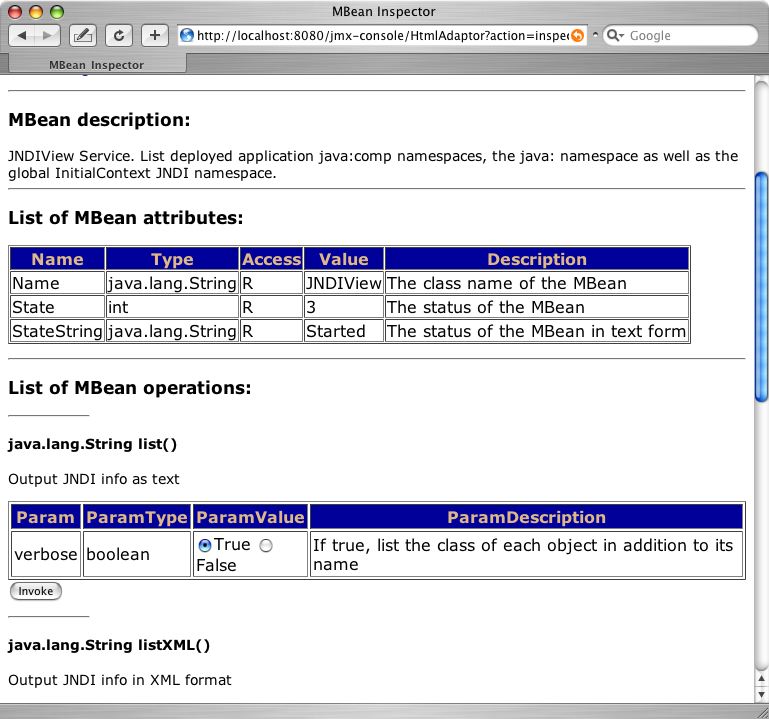 MBean Inspector
http://localhost:8080/jmx-console/HtmlAdaptor?action=inspec
Google
MBean Inspector
MBean description:
JNDIView Service. List deployed application java:comp namespaces, the java: namespace as well as the
global InitialContext JNDI namespace.
List of MBean attributes:
Name Type Access Value Description
Name java.lang.String R JNDIView The class name of the MBean
State int R 3 The status of the MBean
StateString java.lang.String R Started The status of the MBean in text form
List of MBean operations:
java.lang.String list()
Output JNDI info as text
Param ParamType ParamValue ParamDescription
verbose boolean True False If true, list the class of each object in addition to its
name
Invoke
java.lang.String listXML()
Output JNDI info in XML format